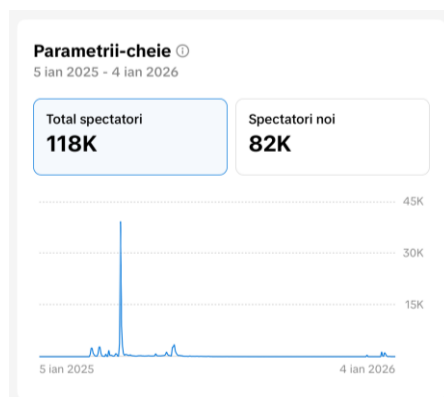 Parametrii-cheie
5 ian 2025 - 4 ian 2026
Total spectatori
118K
Spectatori noi
82K
45K
30K
15K
5 ian 2025
4 ian 2026